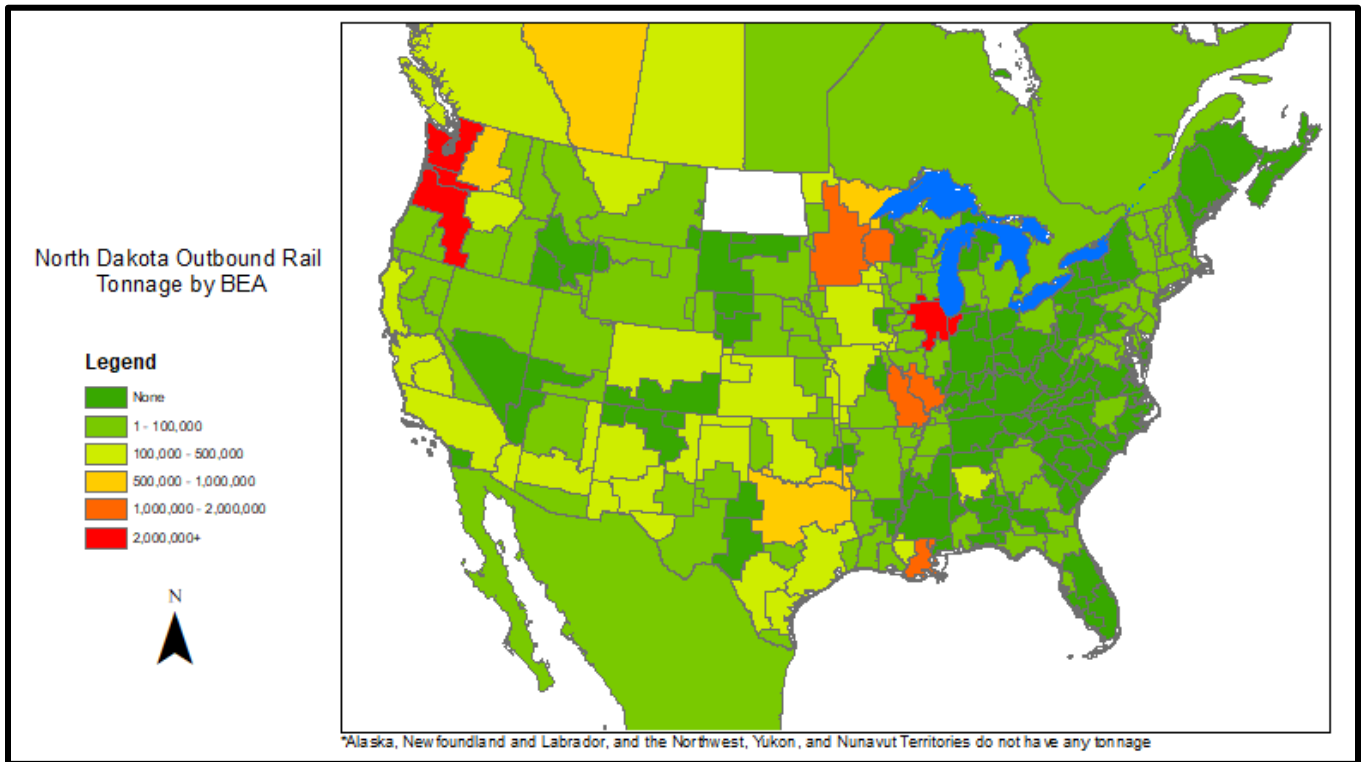 North Dakota Outbound Rail
Tonnage by BEA
Legend
None
1 - 100,000
100,000 - 500,000
500,000 - 1,000,000
1,000,000 - 2,000,000
2,000,000+
N
*Alaska, Newfoundland and Labrador, and the Northwest, Yukon, and Nunavut Territories do not have any tonnage